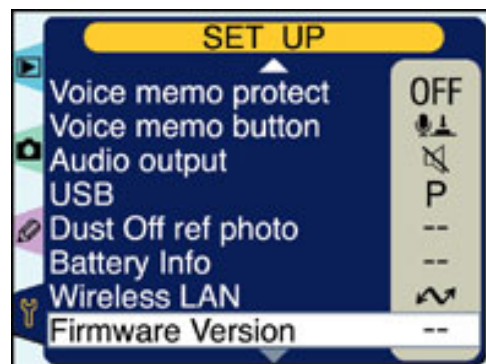 SET UP
Voice memo protect OFF
Voice memo button
Audio output
USB P
Dust Off ref photo --
Battery Info --
Wireless LAN
Firmware Version --